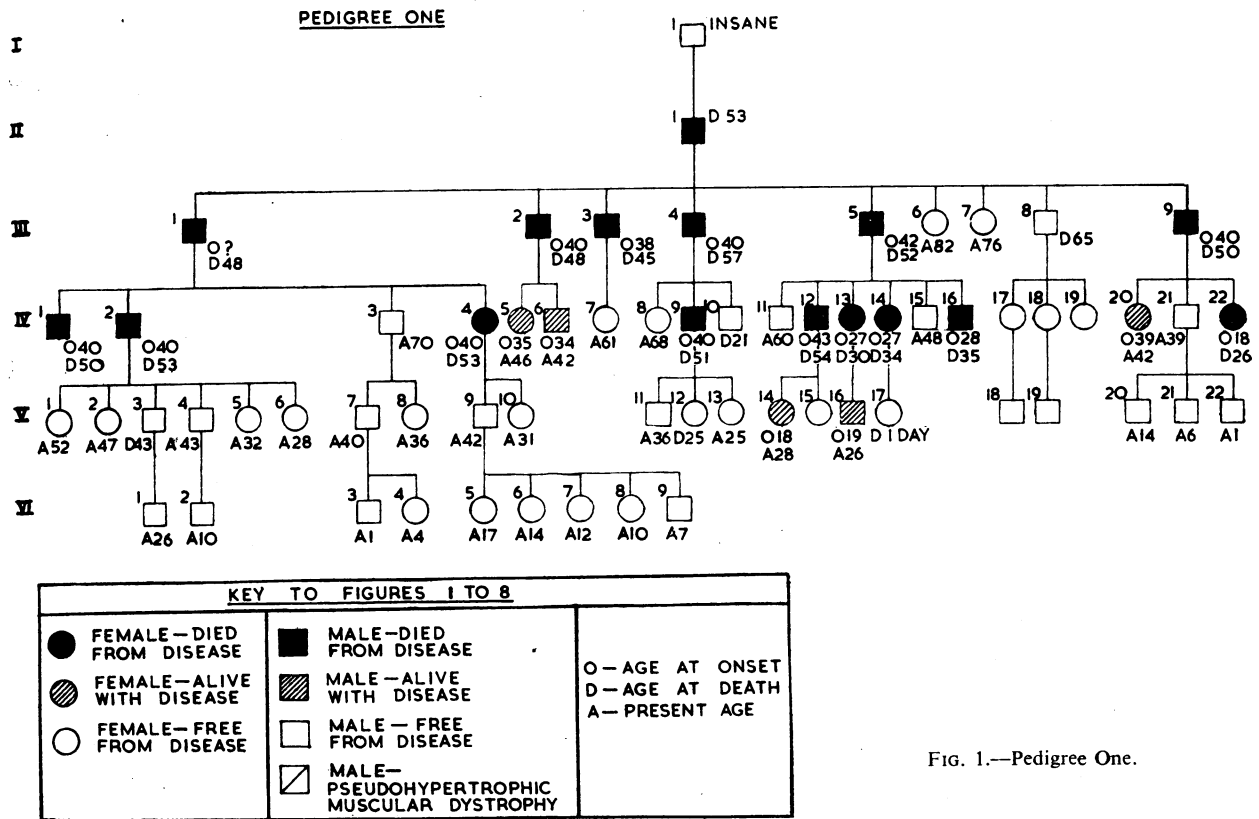 PEDIGREE ONE
I
1 INSANE
II
1 D 53
III
1 2 3 4 5 6 7 8 9
O ? O40 O38 O40 O42 A82 A76 D65 O40
D48 D48 D45 D57 D52 D50
IV
1 2 3 4 5 6 7 8 9 10 11 12 13 14 15 16 17 18 19 20 21 22
O40 O40 A70 O40 O35 O34 A61 A68 O40 D21 A60 O43 O27 O27 A48 O28 O39 A39 O18
D50 D53 D53 A46 A42 D51 D54 D30 D34 D35 A42 D26
V
1 2 3 4 5 6 7 8 9 10 11 12 13 14 15 16 17 18 19 20 21 22
A52 A47 D43 A43 A32 A28 A40 A36 A42 A31 A36 D25 A25 O18 O19 D I DAY A14 A6 A1
A28 A26
VI
1 2 3 4 5 6 7 8 9
A26 A10 A1 A4 A17 A14 A12 A10 A7
KEY TO FIGURES 1 TO 8
FEMALE—DIED
FROM DISEASE
FEMALE—ALIVE
WITH DISEASE
FEMALE—FREE
FROM DISEASE
MALE—DIED
FROM DISEASE
MALE—ALIVE
WITH DISEASE
MALE—FREE
FROM DISEASE
MALE—
PSEUDOHYPERTROPHIC
MUSCULAR DYSTROPHY
O—AGE AT ONSET
D—AGE AT DEATH
A—PRESENT AGE
FIG. 1.—Pedigree One.